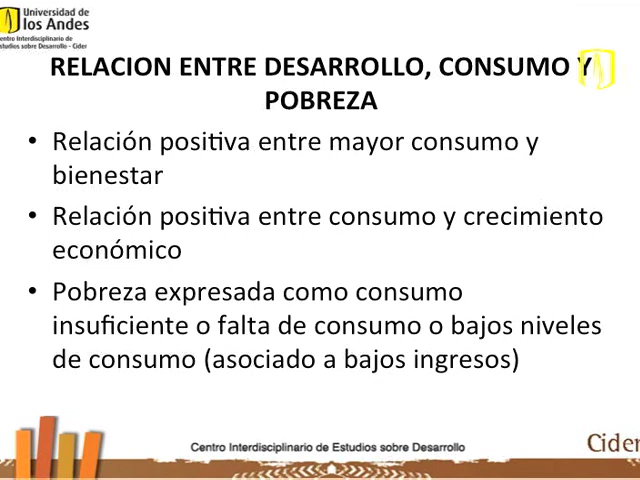 Universidad de
los Andes
Centro Interdisciplinario de
Estudios sobre Desarrollo - Cider
RELACION ENTRE DESARROLLO, CONSUMO Y
POBREZA
• Relación positiva entre mayor consumo y
bienestar
• Relación positiva entre consumo y crecimiento
económico
• Pobreza expresada como consumo
insuficiente o falta de consumo o bajos niveles
de consumo (asociado a bajos ingresos)
Centro Interdisciplinario de Estudios sobre Desarrollo
Cider